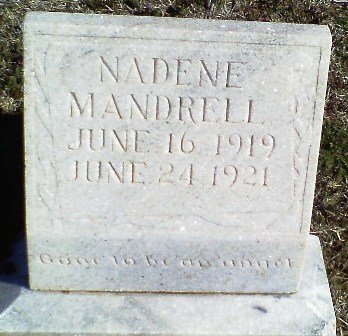 NADENE
MANDRELL
JUNE 16 1919
JUNE 24 1921
Gone to be an angel